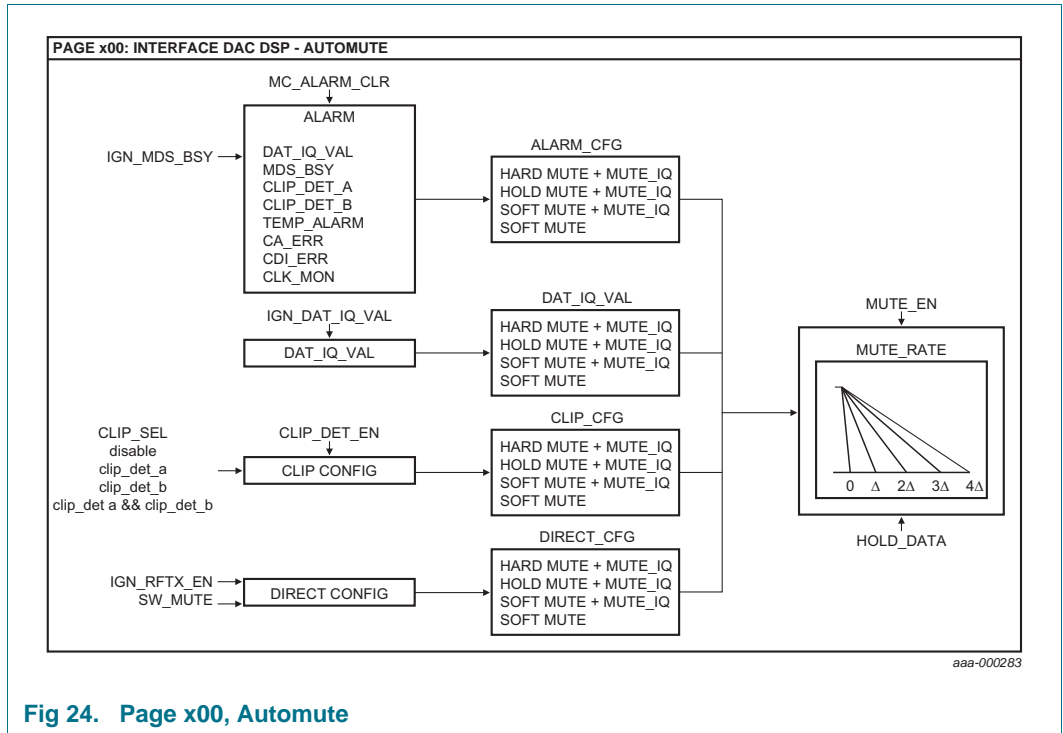 PAGE x00: INTERFACE DAC DSP - AUTOMUTE
MC_ALARM_CLR
ALARM
IGN_MDS_BSY
DAT_IQ_VAL
MDS_BSY
CLIP_DET_A
CLIP_DET_B
TEMP_ALARM
CA_ERR
CDI_ERR
CLK_MON
ALARM_CFG
HARD MUTE + MUTE_IQ
HOLD MUTE + MUTE_IQ
SOFT MUTE + MUTE_IQ
SOFT MUTE
IGN_DAT_IQ_VAL
DAT_IQ_VAL
DAT_IQ_VAL
HARD MUTE + MUTE_IQ
HOLD MUTE + MUTE_IQ
SOFT MUTE + MUTE_IQ
SOFT MUTE
CLIP_SEL
disable
clip_det_a
clip_det_b
clip_det a && clip_det_b
CLIP_DET_EN
CLIP CONFIG
CLIP_CFG
HARD MUTE + MUTE_IQ
HOLD MUTE + MUTE_IQ
SOFT MUTE + MUTE_IQ
SOFT MUTE
IGN_RFTX_EN
SW_MUTE
DIRECT CONFIG
DIRECT_CFG
HARD MUTE + MUTE_IQ
HOLD MUTE + MUTE_IQ
SOFT MUTE + MUTE_IQ
SOFT MUTE
MUTE_EN
MUTE_RATE
0 Δ 2Δ 3Δ 4Δ
HOLD_DATA
aaa-000283
Fig 24. Page x00, Automute